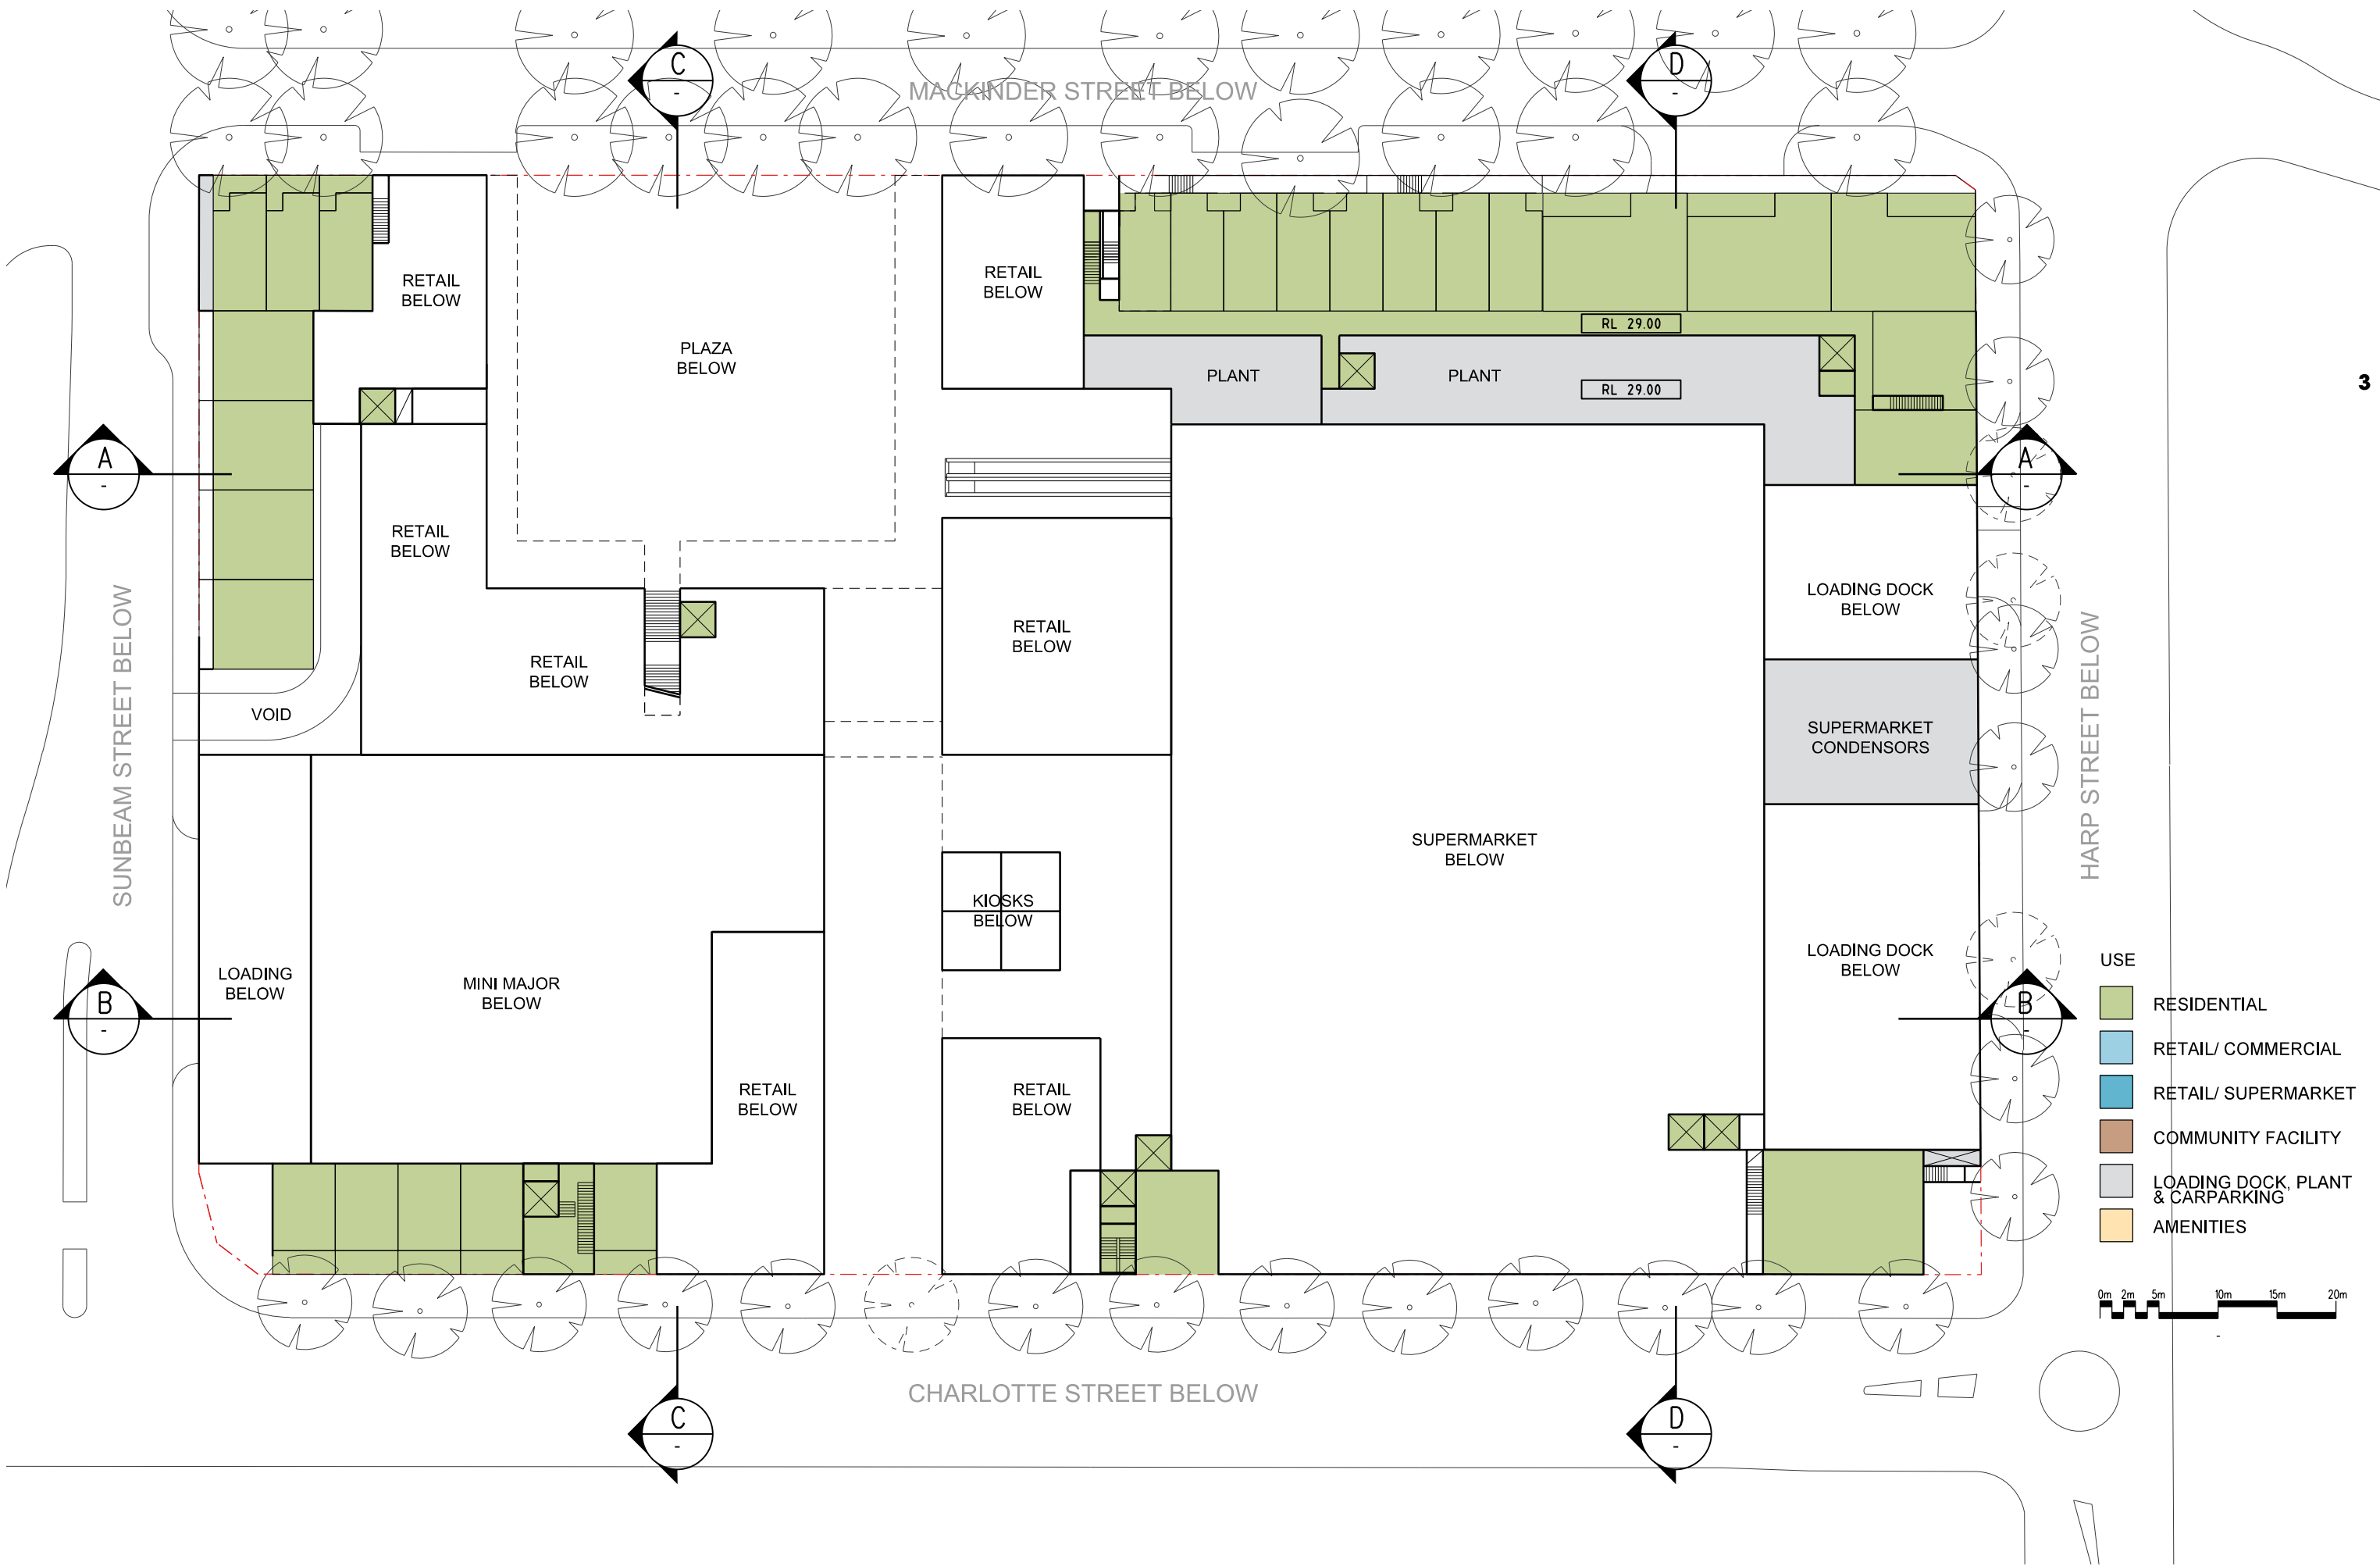 C
-
D
-
MACKINDER STREET BELOW
RETAIL
BELOW
RETAIL
BELOW
PLAZA
BELOW
RL 29.00
PLANT
PLANT
RL 29.00
3
A
-
A
-
RETAIL
BELOW
LOADING DOCK
BELOW
RETAIL
BELOW
RETAIL
BELOW
SUNBEAM STREET BELOW
HARP STREET BELOW
VOID
SUPERMARKET
CONDENSORS
SUPERMARKET
BELOW
KIOSKS
BELOW
LOADING
BELOW
MINI MAJOR
BELOW
LOADING DOCK
BELOW
B
-
B
-
RETAIL
BELOW
RETAIL
BELOW
USE
RESIDENTIAL
RETAIL/ COMMERCIAL
RETAIL/ SUPERMARKET
COMMUNITY FACILITY
LOADING DOCK, PLANT
& CARPARKING
AMENITIES
0m 2m 5m 10m 15m 20m
-
CHARLOTTE STREET BELOW
C
-
D
-